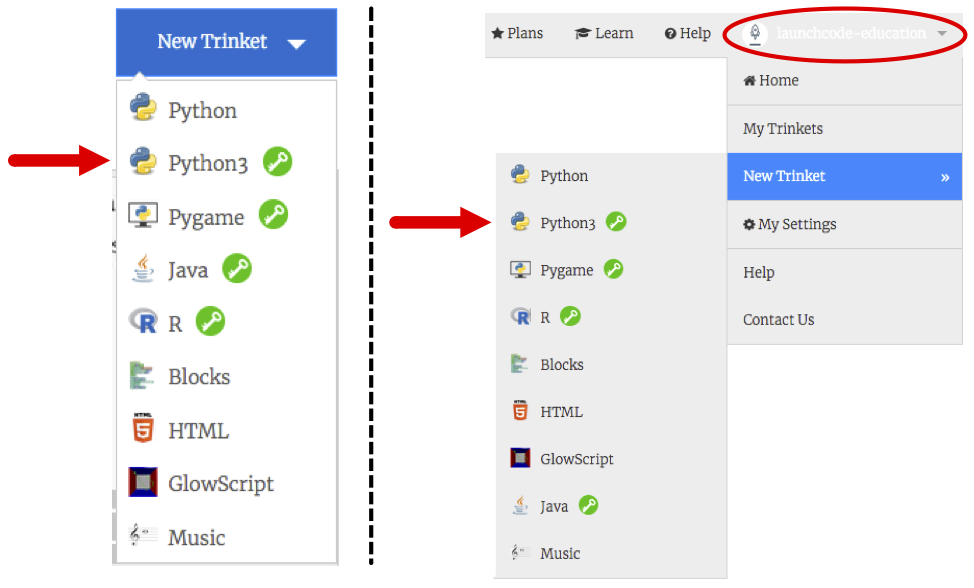 New Trinket
Python
Python3
Pygame
Java
R
Blocks
HTML
GlowScript
Music
Plans
Learn
Help
launchcode-education
Home
My Trinkets
New Trinket »
My Settings
Help
Contact Us
Python
Python3
Pygame
R
Blocks
HTML
GlowScript
Java
Music